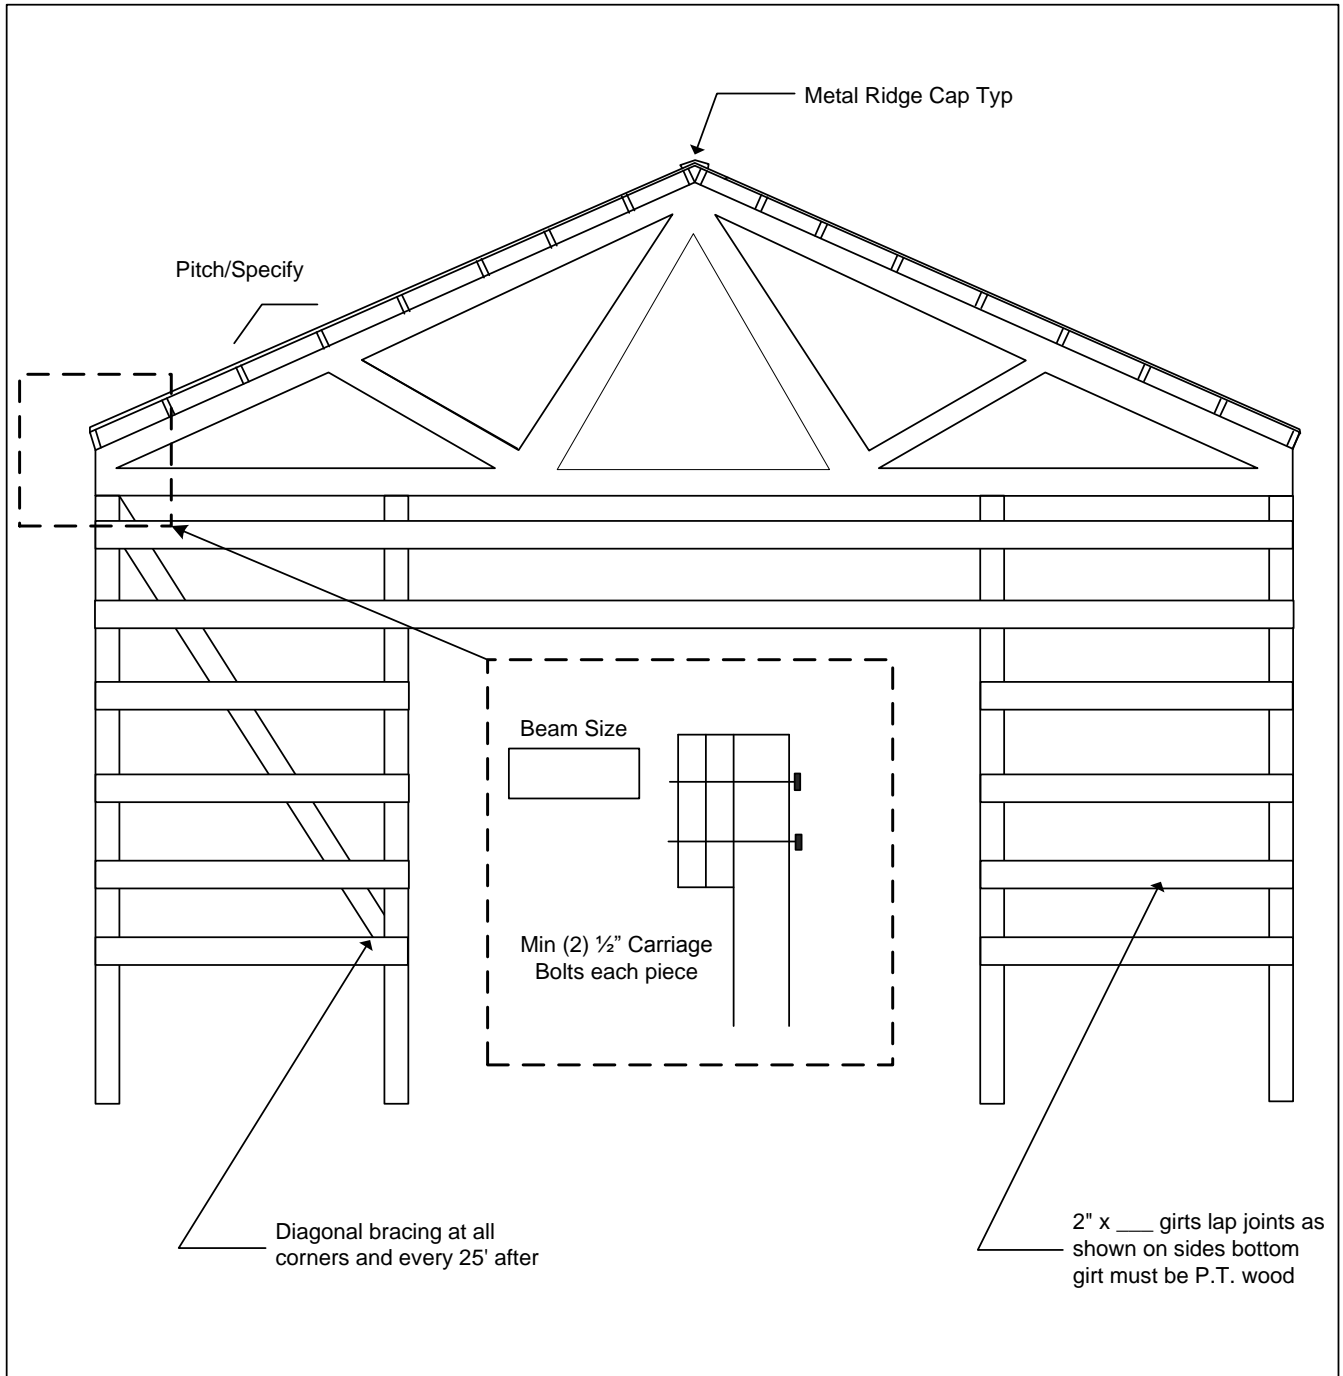 Metal Ridge Cap Typ
Pitch/Specify
Beam Size
Min (2) ½” Carriage
Bolts each piece
Diagonal bracing at all
corners and every 25' after
2" x ___ girts lap joints as
shown on sides bottom
girt must be P.T. wood